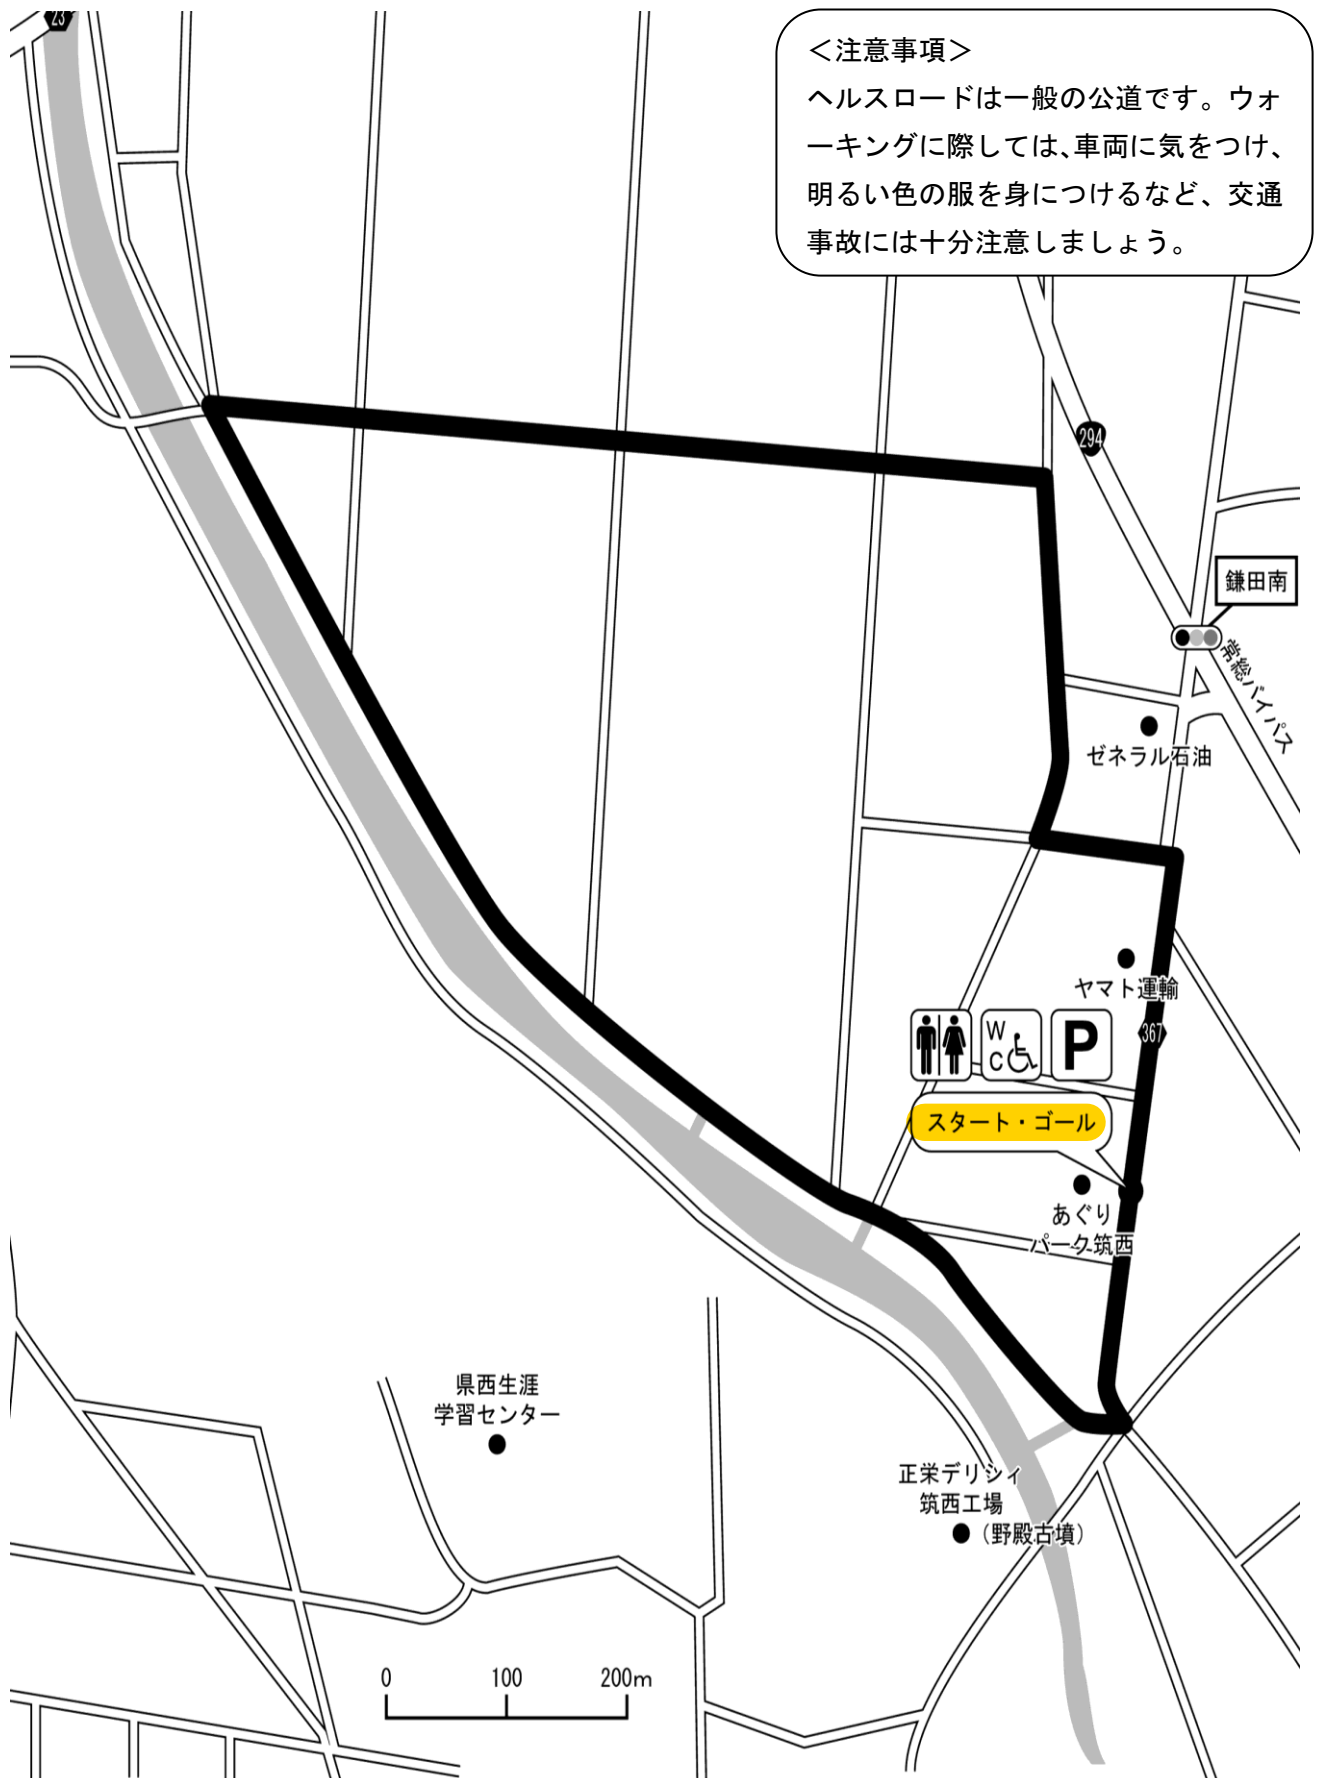 23
＜注意事項＞
ヘルスロードは一般の公道です。ウォ
ーキングに際しては、車両に気をつけ、
明るい色の服を身につけるなど、交通
事故には十分注意しましょう。
294
鎌田南
常総バイパス
ゼネラル石油
ヤマト運輸
367
W
C
P
スタート・ゴール
あぐり
パーク筑西
県西生涯
学習センター
正栄デリシィ
筑西工場
（野殿古墳）
0 100 200m